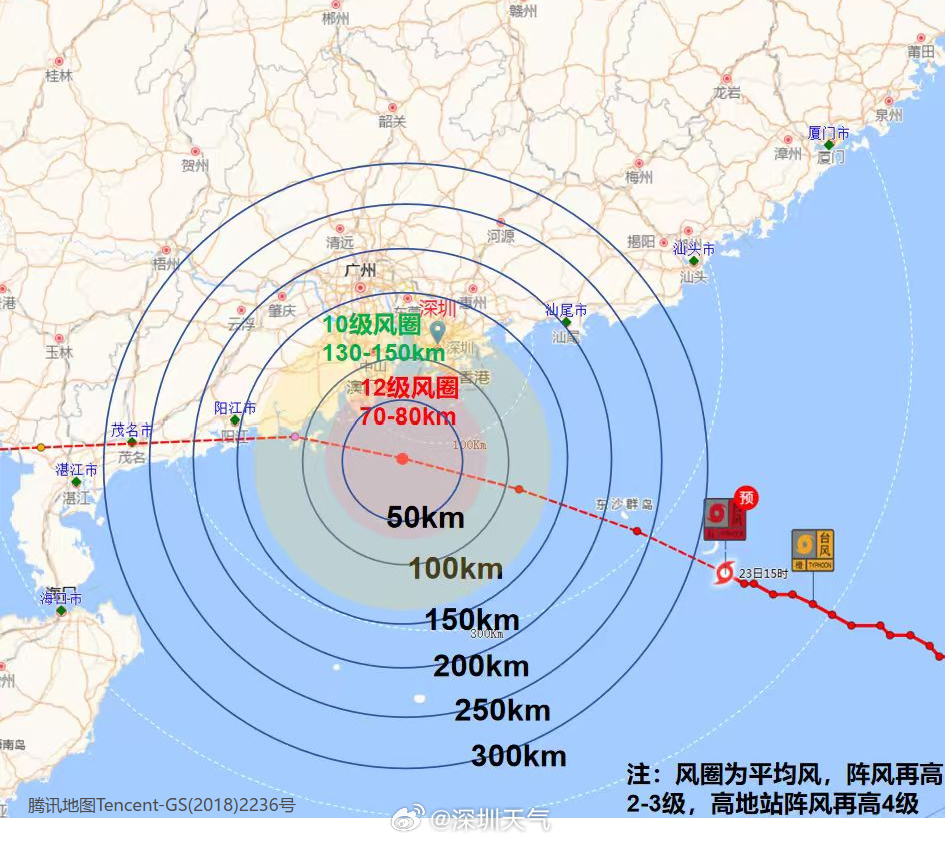 郴州
赣州
桂林
莆田
韶关
龙岩
泉州
厦门市
厦门
漳州
贺州
梅州
清远
河源
揭阳
汕头市
汕头
梧州
广州
惠州
肇庆
云浮
深圳
汕尾市
汕尾
10级风圈
130-150km
深圳
中山
玉林
香港
12级风圈
70-80km
阳江市
阳江
茂名市
茂名
100Km
湛江市
湛江
东沙群岛
预
台风
TYPHOON
台风
橙 TYPHOON
23日15时
50km
100km
海口
海口市
150km
300Km
200km
250km
300km
注：风圈为平均风，阵风再高
2-3级，高地站阵风再高4级
腾讯地图Tencent-GS(2018)2236号
@深圳天气